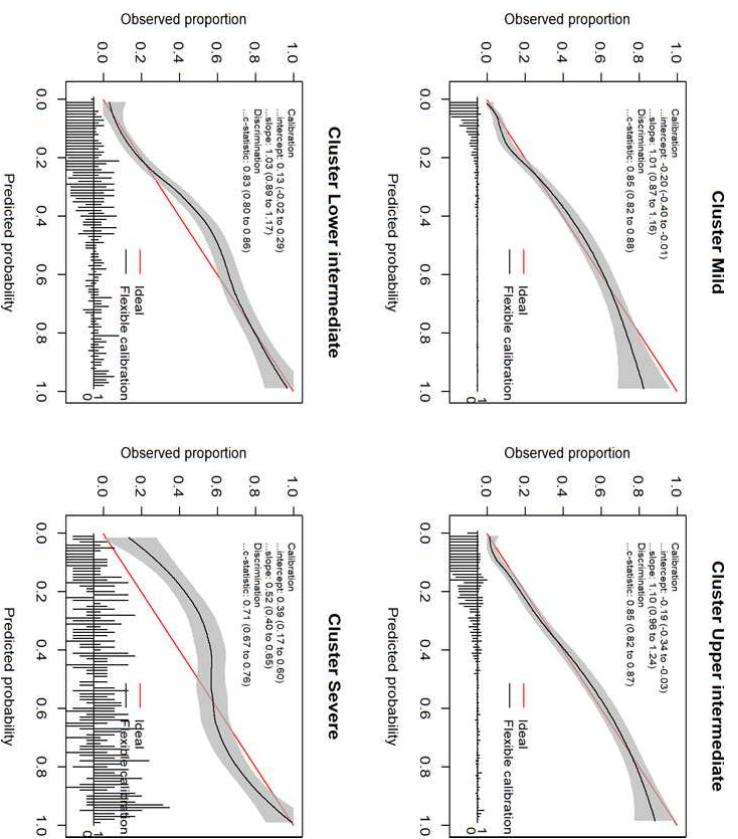 Cluster Mild
Observed proportion
1.0
0.8
0.6
0.4
0.2
0.0
Calibration
...intercept: -0.20 (-0.40 to -0.01)
...slope: 1.01 (0.87 to 1.16)
Discrimination
...c-statistic: 0.85 (0.82 to 0.88)
Ideal
Flexible calibration
1
0
0.0 0.2 0.4 0.6 0.8 1.0
Predicted probability
Cluster Upper intermediate
Observed proportion
1.0
0.8
0.6
0.4
0.2
0.0
Calibration
...intercept: -0.19 (-0.34 to -0.03)
...slope: 1.10 (0.96 to 1.24)
Discrimination
...c-statistic: 0.85 (0.82 to 0.87)
Ideal
Flexible calibration
1
0
0.0 0.2 0.4 0.6 0.8 1.0
Predicted probability
Cluster Lower intermediate
Observed proportion
1.0
0.8
0.6
0.4
0.2
0.0
Calibration
...intercept: 0.13 (-0.02 to 0.29)
...slope: 1.03 (0.89 to 1.17)
Discrimination
...c-statistic: 0.83 (0.80 to 0.86)
Ideal
Flexible calibration
1
0
0.0 0.2 0.4 0.6 0.8 1.0
Predicted probability
Cluster Severe
Observed proportion
1.0
0.8
0.6
0.4
0.2
0.0
Calibration
...intercept: 0.39 (0.17 to 0.60)
...slope: 0.52 (0.40 to 0.65)
Discrimination
...c-statistic: 0.71 (0.67 to 0.76)
Ideal
Flexible calibration
1
0
0.0 0.2 0.4 0.6 0.8 1.0
Predicted probability